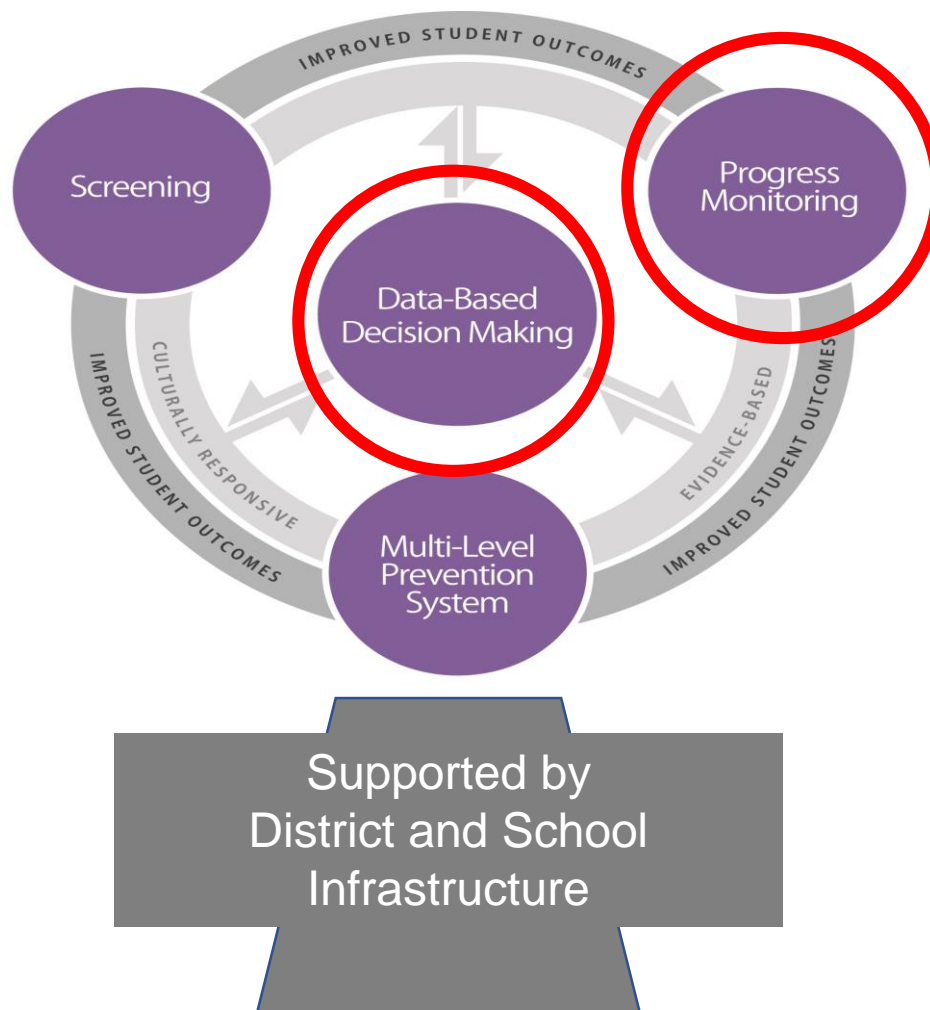 IMPROVED STUDENT OUTCOMES
Screening
Progress
Monitoring
Data-Based
Decision Making
CULTURALLY RESPONSIVE
EVIDENCE-BASED
IMPROVED STUDENT OUTCOMES
IMPROVED STUDENT OUTCOMES
Multi-Level
Prevention
System
Supported by
District and School
Infrastructure